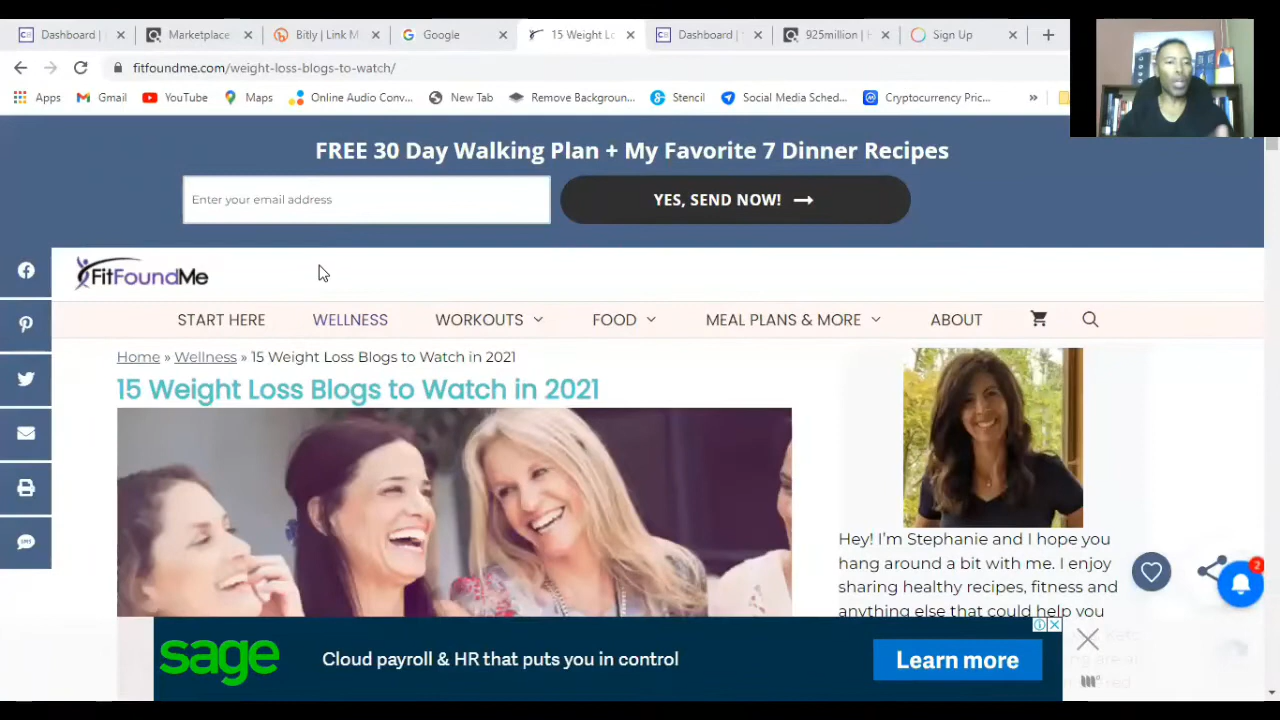 Dashboard |
Marketplace
Bitly | Link M
Google
15 Weight Lo
Dashboard |
925million | H
Sign Up
fitfoundme.com/weight-loss-blogs-to-watch/
Apps
Gmail
YouTube
Maps
Online Audio Conv...
New Tab
Remove Backgroun...
Stencil
Social Media Sched...
Cryptocurrency Pric...
»
FREE 30 Day Walking Plan + My Favorite 7 Dinner Recipes
Enter your email address
YES, SEND NOW!
FitFoundMe
START HERE
WELLNESS
WORKOUTS
FOOD
MEAL PLANS & MORE
ABOUT
Home » Wellness » 15 Weight Loss Blogs to Watch in 2021
15 Weight Loss Blogs to Watch in 2021
Hey! I'm Stephanie and I hope you
hang around a bit with me. I enjoy
sharing healthy recipes, fitness and
anything else that could help you
2
sage
Cloud payroll & HR that puts you in control
Learn more